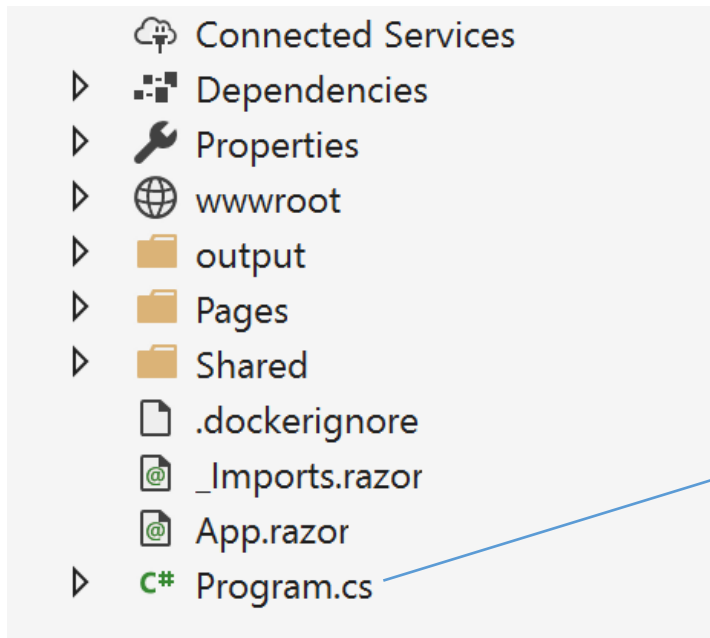 Connected Services
Dependencies
Properties
wwwroot
output
Pages
Shared
.dockerignore
@ _Imports.razor
@ App.razor
C# Program.cs